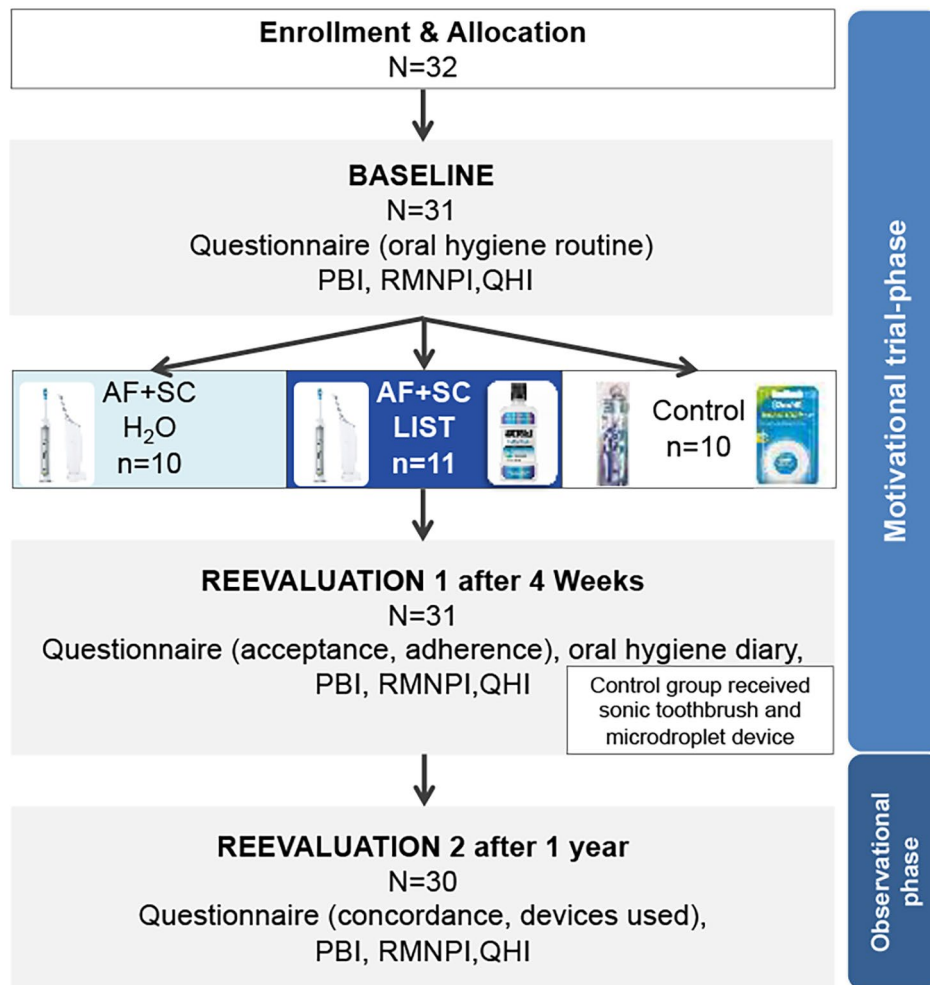 Enrollment & Allocation
N=32
BASELINE
N=31
Questionnaire (oral hygiene routine)
PBI, RMNPI,QHI
AF+SC
H₂O
n=10
AF+SC
LIST
n=11
Control
n=10
REEVALUATION 1 after 4 Weeks
N=31
Questionnaire (acceptance, adherence), oral hygiene diary,
PBI, RMNPI,QHI
Control group received
sonic toothbrush and
microdroplet device
REEVALUATION 2 after 1 year
N=30
Questionnaire (concordance, devices used),
PBI, RMNPI,QHI
Motivational trial-phase
Observational
phase